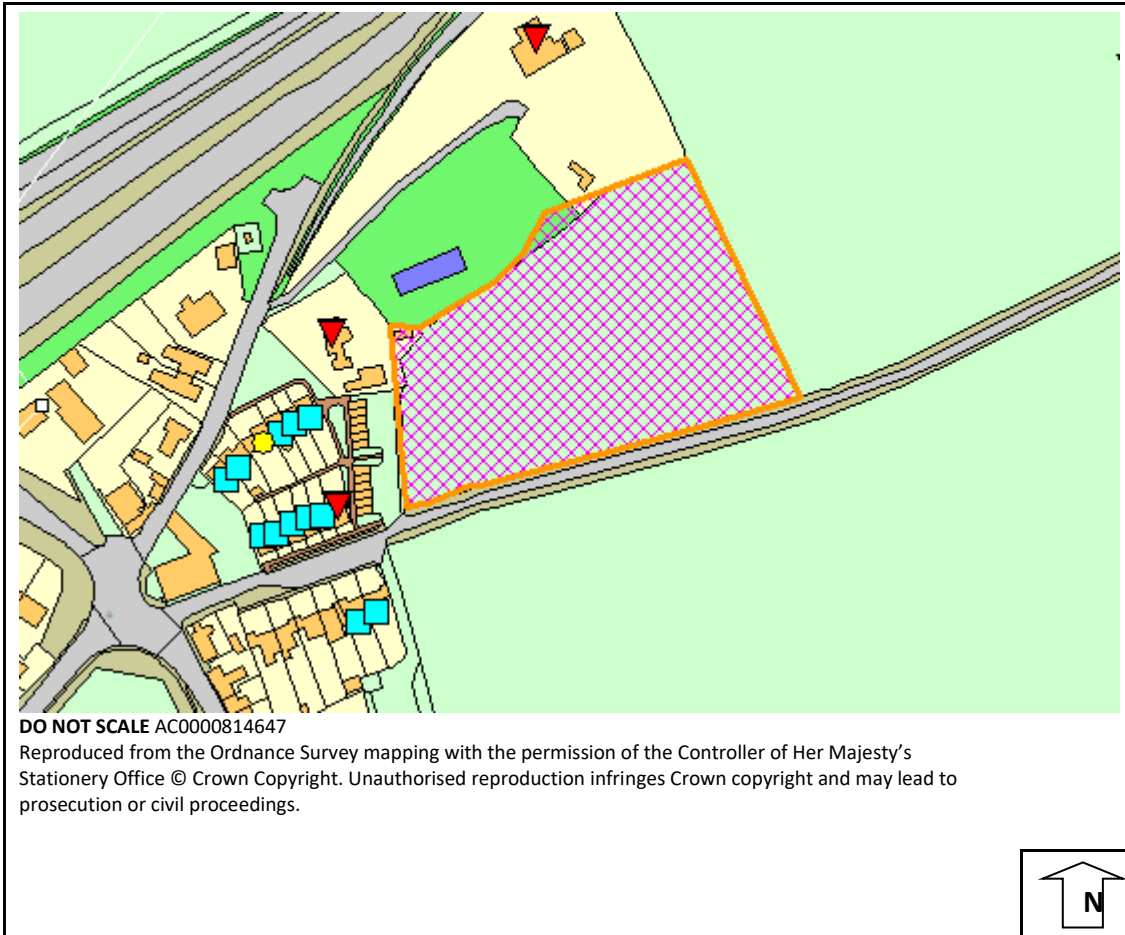 DO NOT SCALE AC0000814647
Reproduced from the Ordnance Survey mapping with the permission of the Controller of Her Majesty's
Stationery Office © Crown Copyright. Unauthorised reproduction infringes Crown copyright and may lead to
prosecution or civil proceedings.
N